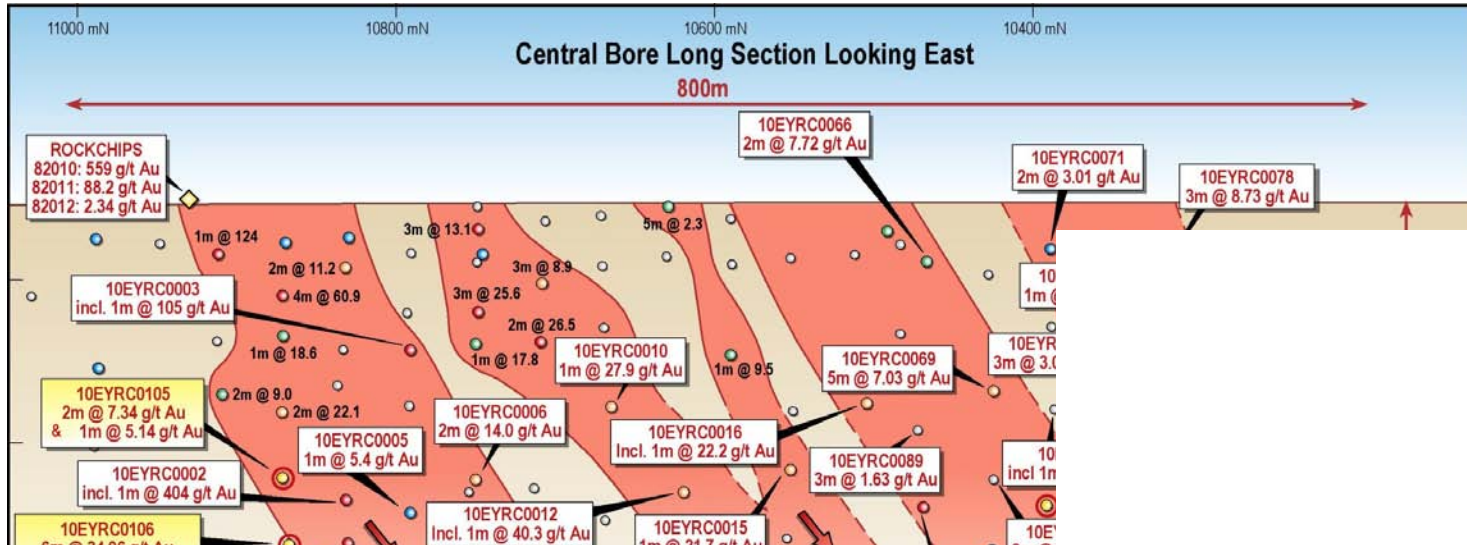 11000 mN
10800 mN
10600 mN
10400 mN
Central Bore Long Section Looking East
800m
ROCKCHIPS
82010: 559 g/t Au
82011: 88.2 g/t Au
82012: 2.34 g/t Au
10EYRC0066
2m @ 7.72 g/t Au
10EYRC0071
2m @ 3.01 g/t Au
10EYRC0078
3m @ 8.73 g/t Au
1m @ 124
3m @ 13.1
5m @ 2.3
2m @ 11.2
3m @ 8.9
10EYRC0003
incl. 1m @ 105 g/t Au
4m @ 60.9
3m @ 25.6
2m @ 26.5
1m @ 18.6
1m @ 17.8
10EYRC0010
1m @ 27.9 g/t Au
1m @ 9.5
10EYRC0069
5m @ 7.03 g/t Au
1m @
3m @ 3.0
10EYRC0105
2m @ 7.34 g/t Au
& 1m @ 5.14 g/t Au
2m @ 9.0
2m @ 22.1
10EYRC0006
2m @ 14.0 g/t Au
10EYRC0005
1m @ 5.4 g/t Au
10EYRC0016
Incl. 1m @ 22.2 g/t Au
10EYRC0089
3m @ 1.63 g/t Au
incl 1m
10EYRC0002
incl. 1m @ 404 g/t Au
10EYRC0012
Incl. 1m @ 40.3 g/t Au
10EYRC0015
10EYRC0106